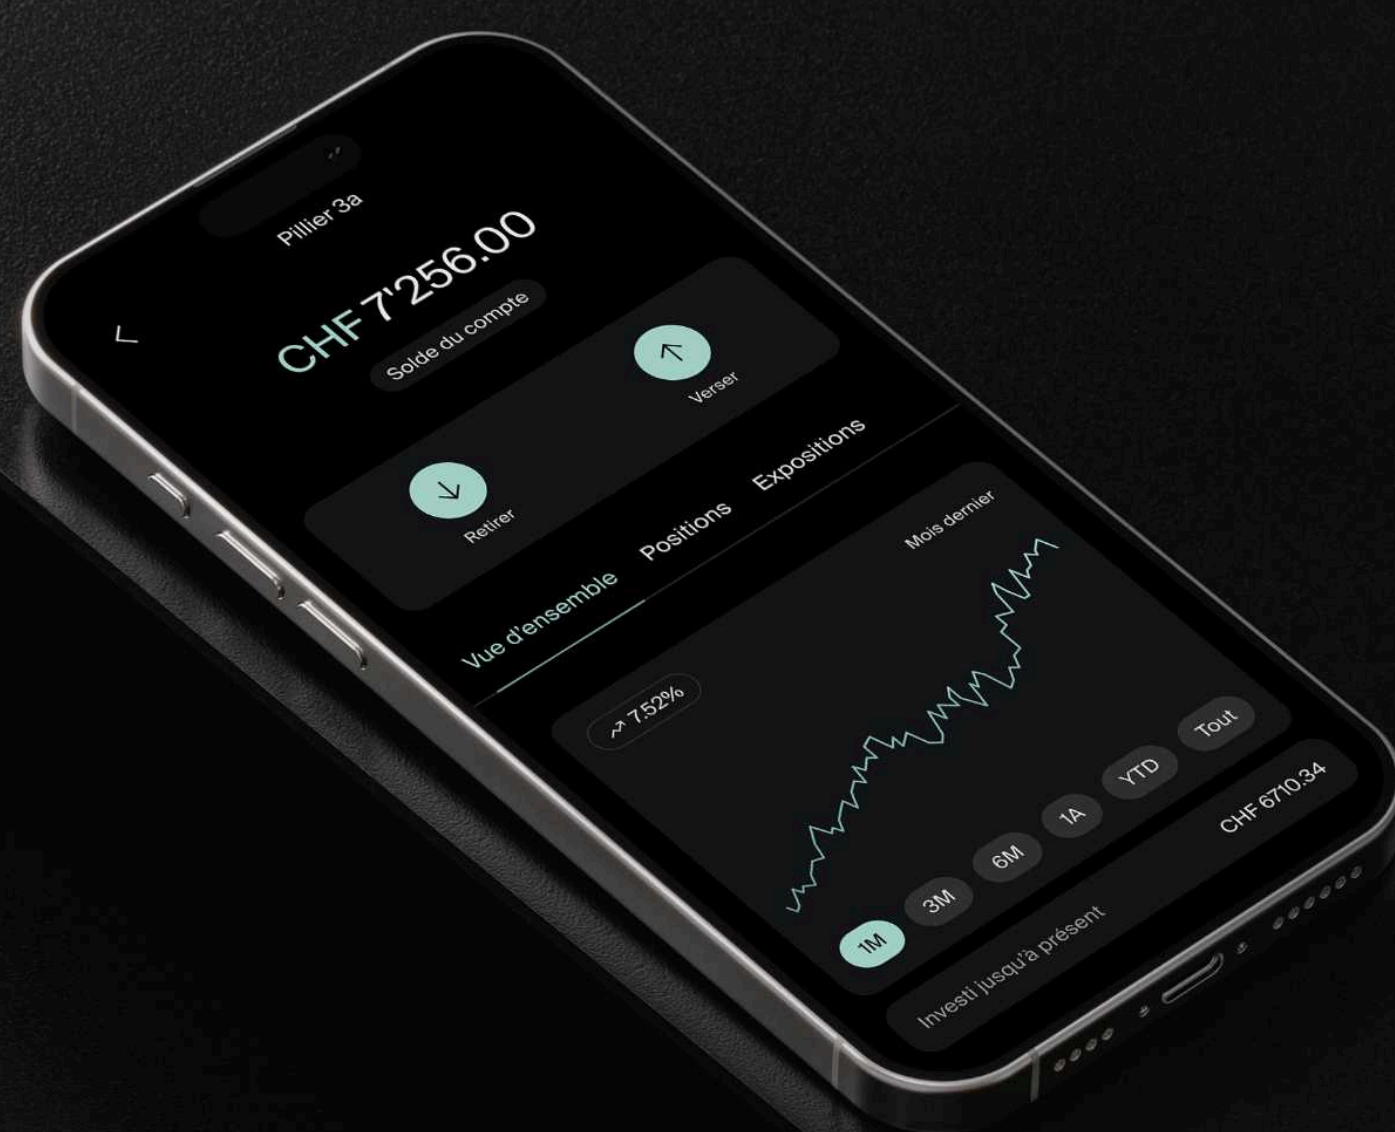 Pillier 3a
CHF 7'256.00
Solde du compte
Retirer
Verser
Vue d'ensemble
Positions
Expositions
7.52%
Mois dernier
1M
3M
6M
1A
YTD
Tout
Investi jusqu'à présent
CHF 6710.34